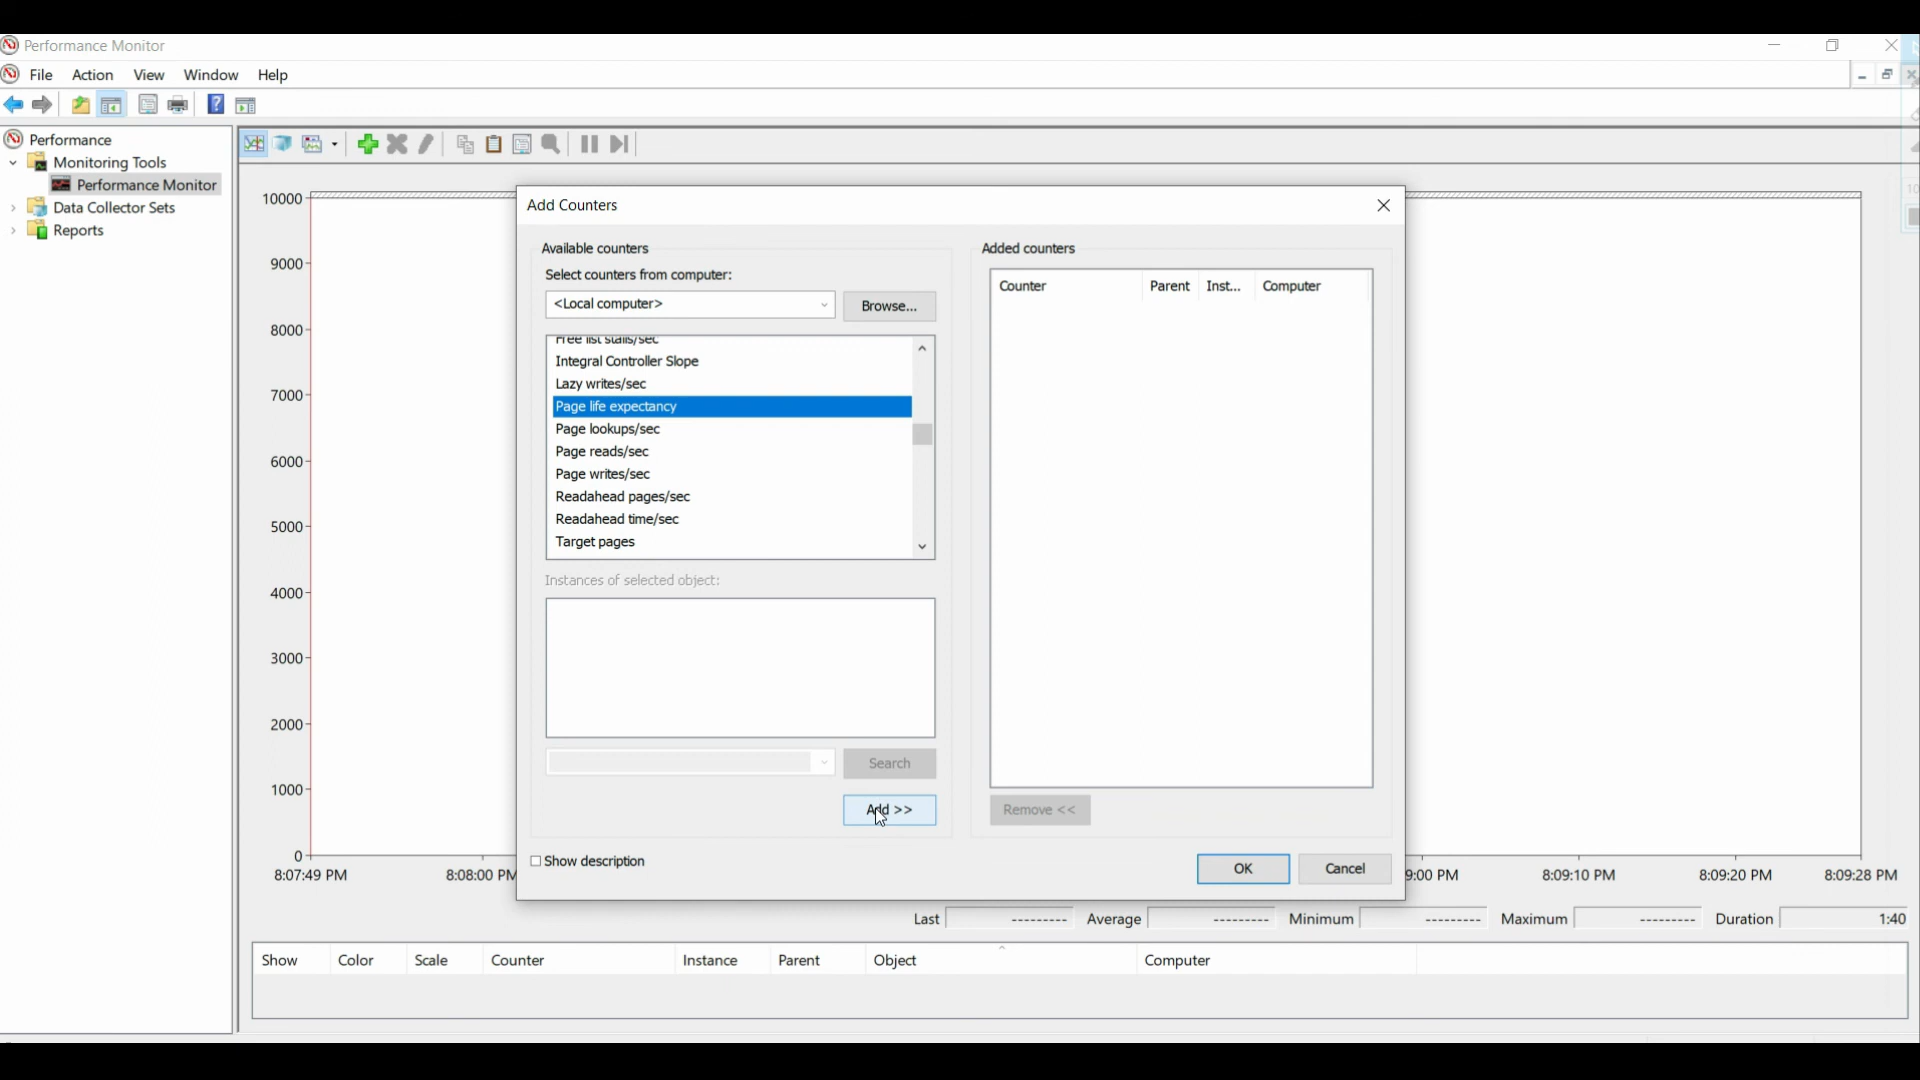 Performance Monitor
File Action View Window Help
Performance
Monitoring Tools
Performance Monitor
Data Collector Sets
Reports
10000
9000
8000
7000
6000
5000
4000
3000
2000
1000
0
8:07:49 PM
8:08:00 PM
Add Counters
Available counters
Select counters from computer:
<Local computer>
Browse...
Free list stalls/sec
Integral Controller Slope
Lazy writes/sec
Page life expectancy
Page lookups/sec
Page reads/sec
Page writes/sec
Readahead pages/sec
Readahead time/sec
Target pages
Instances of selected object:
Search
Add >>
Show description
Added counters
Counter Parent Inst... Computer
Remove <<
OK Cancel
9:00 PM
8:09:10 PM
8:09:20 PM
8:09:28 PM
Last --------- Average --------- Minimum --------- Maximum --------- Duration 1:40
Show Color Scale Counter Instance Parent Object Computer